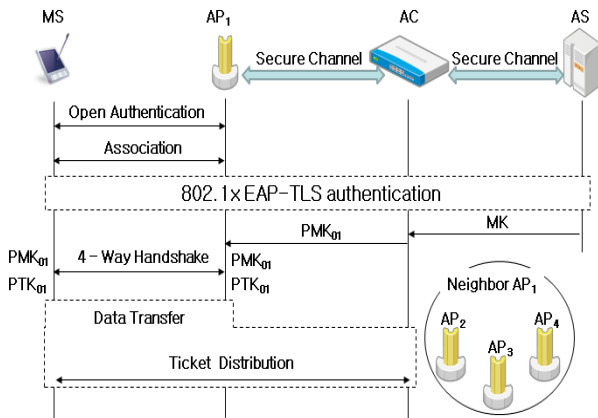 MS
AP₁
AC
AS
Secure Channel
Secure Channel
Open Authentication
Association
802.1x EAP-TLS authentication
MK
PMK₀₁
PMK₀₁
4 – Way Handshake
PMK₀₁
PTK₀₁
PTK₀₁
Neighbor AP₁
Data Transfer
AP₂
AP₄
AP₃
Ticket Distribution